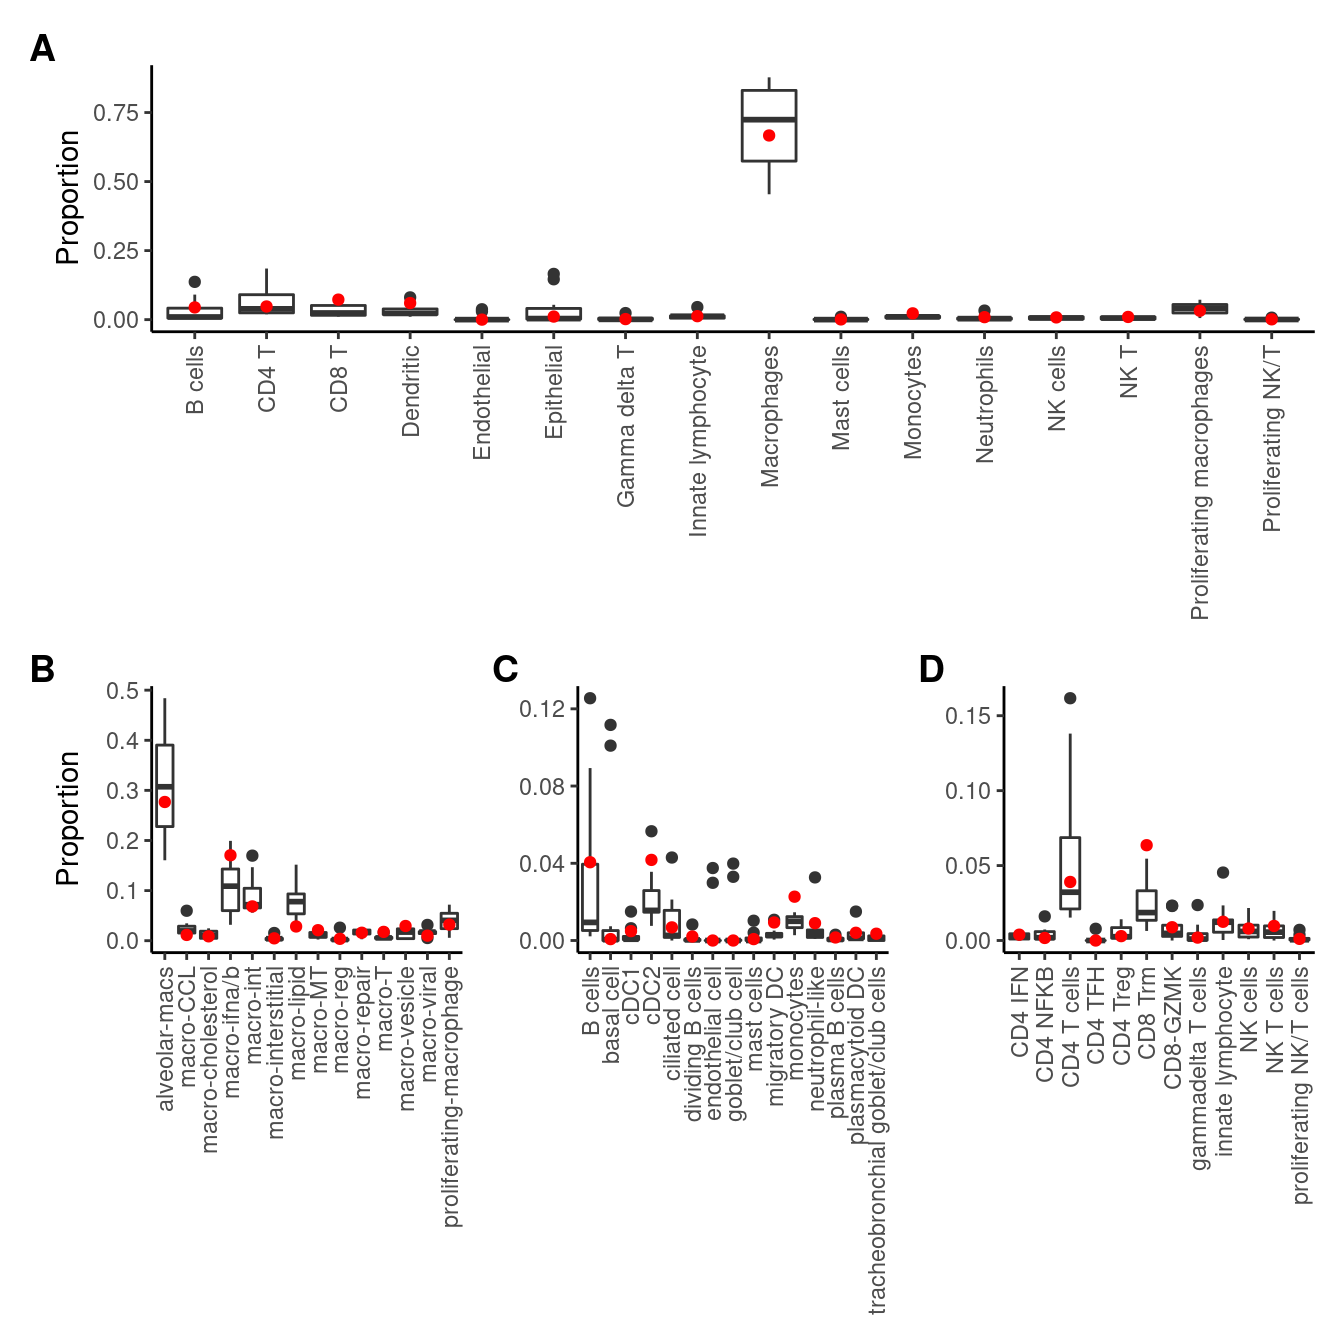 A
Proportion
0.75
0.50
0.25
0.00
B cells
CD4 T
CD8 T
Dendritic
Endothelial
Epithelial
Gamma delta T
Innate lymphocyte
Macrophages
Mast cells
Monocytes
Neutrophils
NK cells
NK T
Proliferating macrophages
Proliferating NK/T
B
Proportion
0.5
0.4
0.3
0.2
0.1
0.0
alveolar-macs
macro-CCL
macro-cholesterol
macro-ifna/b
macro-int
macro-interstitial
macro-lipid
macro-MT
macro-reg
macro-repair
macro-T
macro-vesicle
macro-viral
proliferating-macrophage
C
0.12
0.08
0.04
0.00
B cells
basal cell
cDC1
cDC2
ciliated cell
dividing B cells
endothelial cell
goblet/club cell
mast cells
migratory DC
monocytes
neutrophil-like
plasma B cells
plasmacytoid DC
tracheobronchial goblet/club cells
D
0.15
0.10
0.05
0.00
CD4 IFN
CD4 NFKB
CD4 T cells
CD4 TFH
CD4 Treg
CD8 Trm
CD8-GZMK
gammadelta T cells
innate lymphocyte
NK cells
NK T cells
proliferating NK/T cells